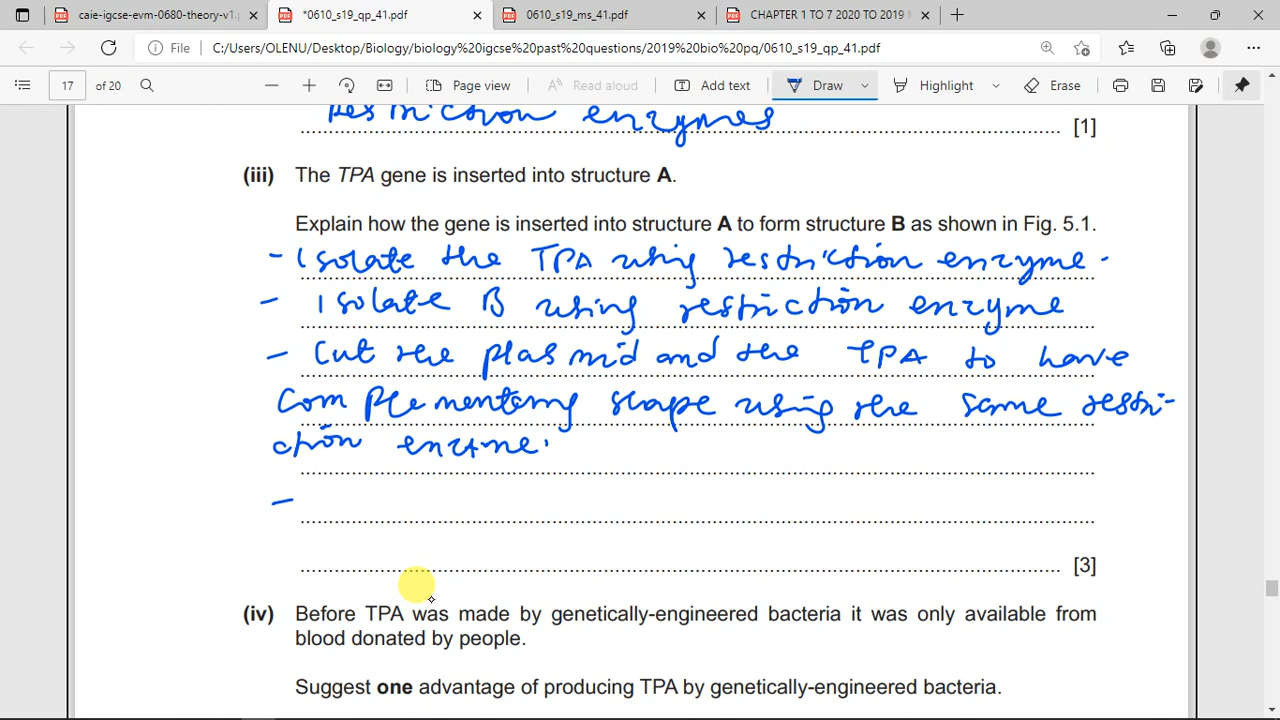 caie-igcse-evm-0680-theory-v1.
*0610_s19_qp_41.pdf
0610_s19_ms_41.pdf
CHAPTER 1 TO 7 2020 TO 2019
File
C:/Users/OLENU/Desktop/Biology/biology%20igcse%20past%20questions/2019%20bio%20pq/0610_s19_qp_41.pdf
17 of 20
Page view
Read aloud
Add text
Draw
Highlight
Erase
Restriction enzymes [1]
(iii) The TPA gene is inserted into structure A.
Explain how the gene is inserted into structure A to form structure B as shown in Fig. 5.1.
- Isolate the TPA using restriction enzyme.
- Isolate B using restriction enzyme
- Cut the plasmid and the TPA to have
complementary shape using the same restri-
ction enzyme.
-
[3]
(iv) Before TPA was made by genetically-engineered bacteria it was only available from
blood donated by people.
Suggest one advantage of producing TPA by genetically-engineered bacteria.